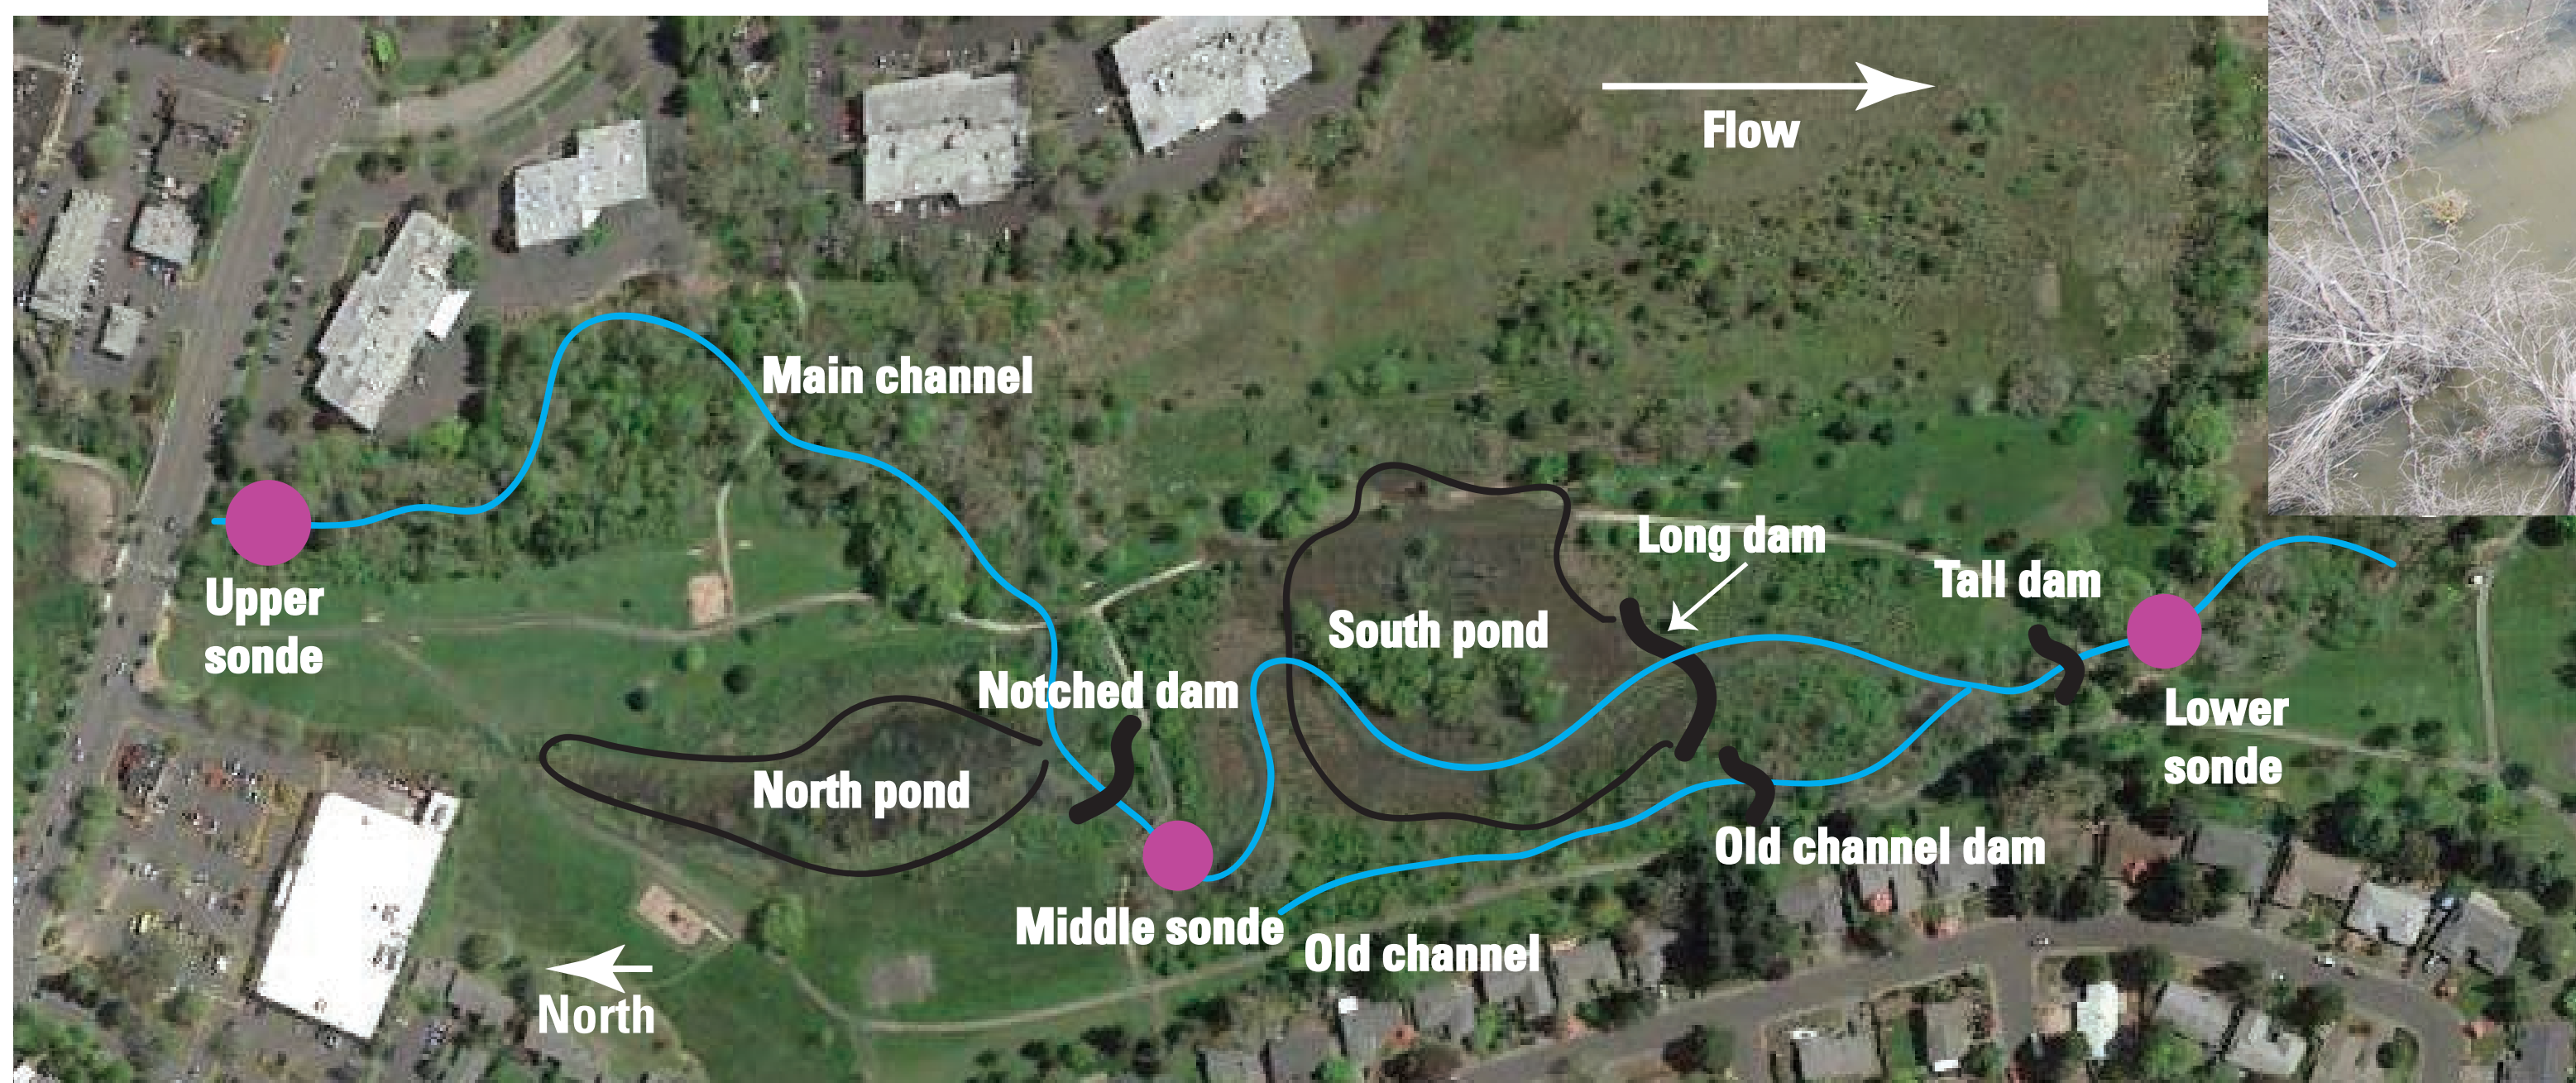 Flow
Main channel
Long dam
Tall dam
Upper
sonde
South pond
Notched dam
Lower
sonde
North pond
Old channel dam
Middle sonde
Old channel
North